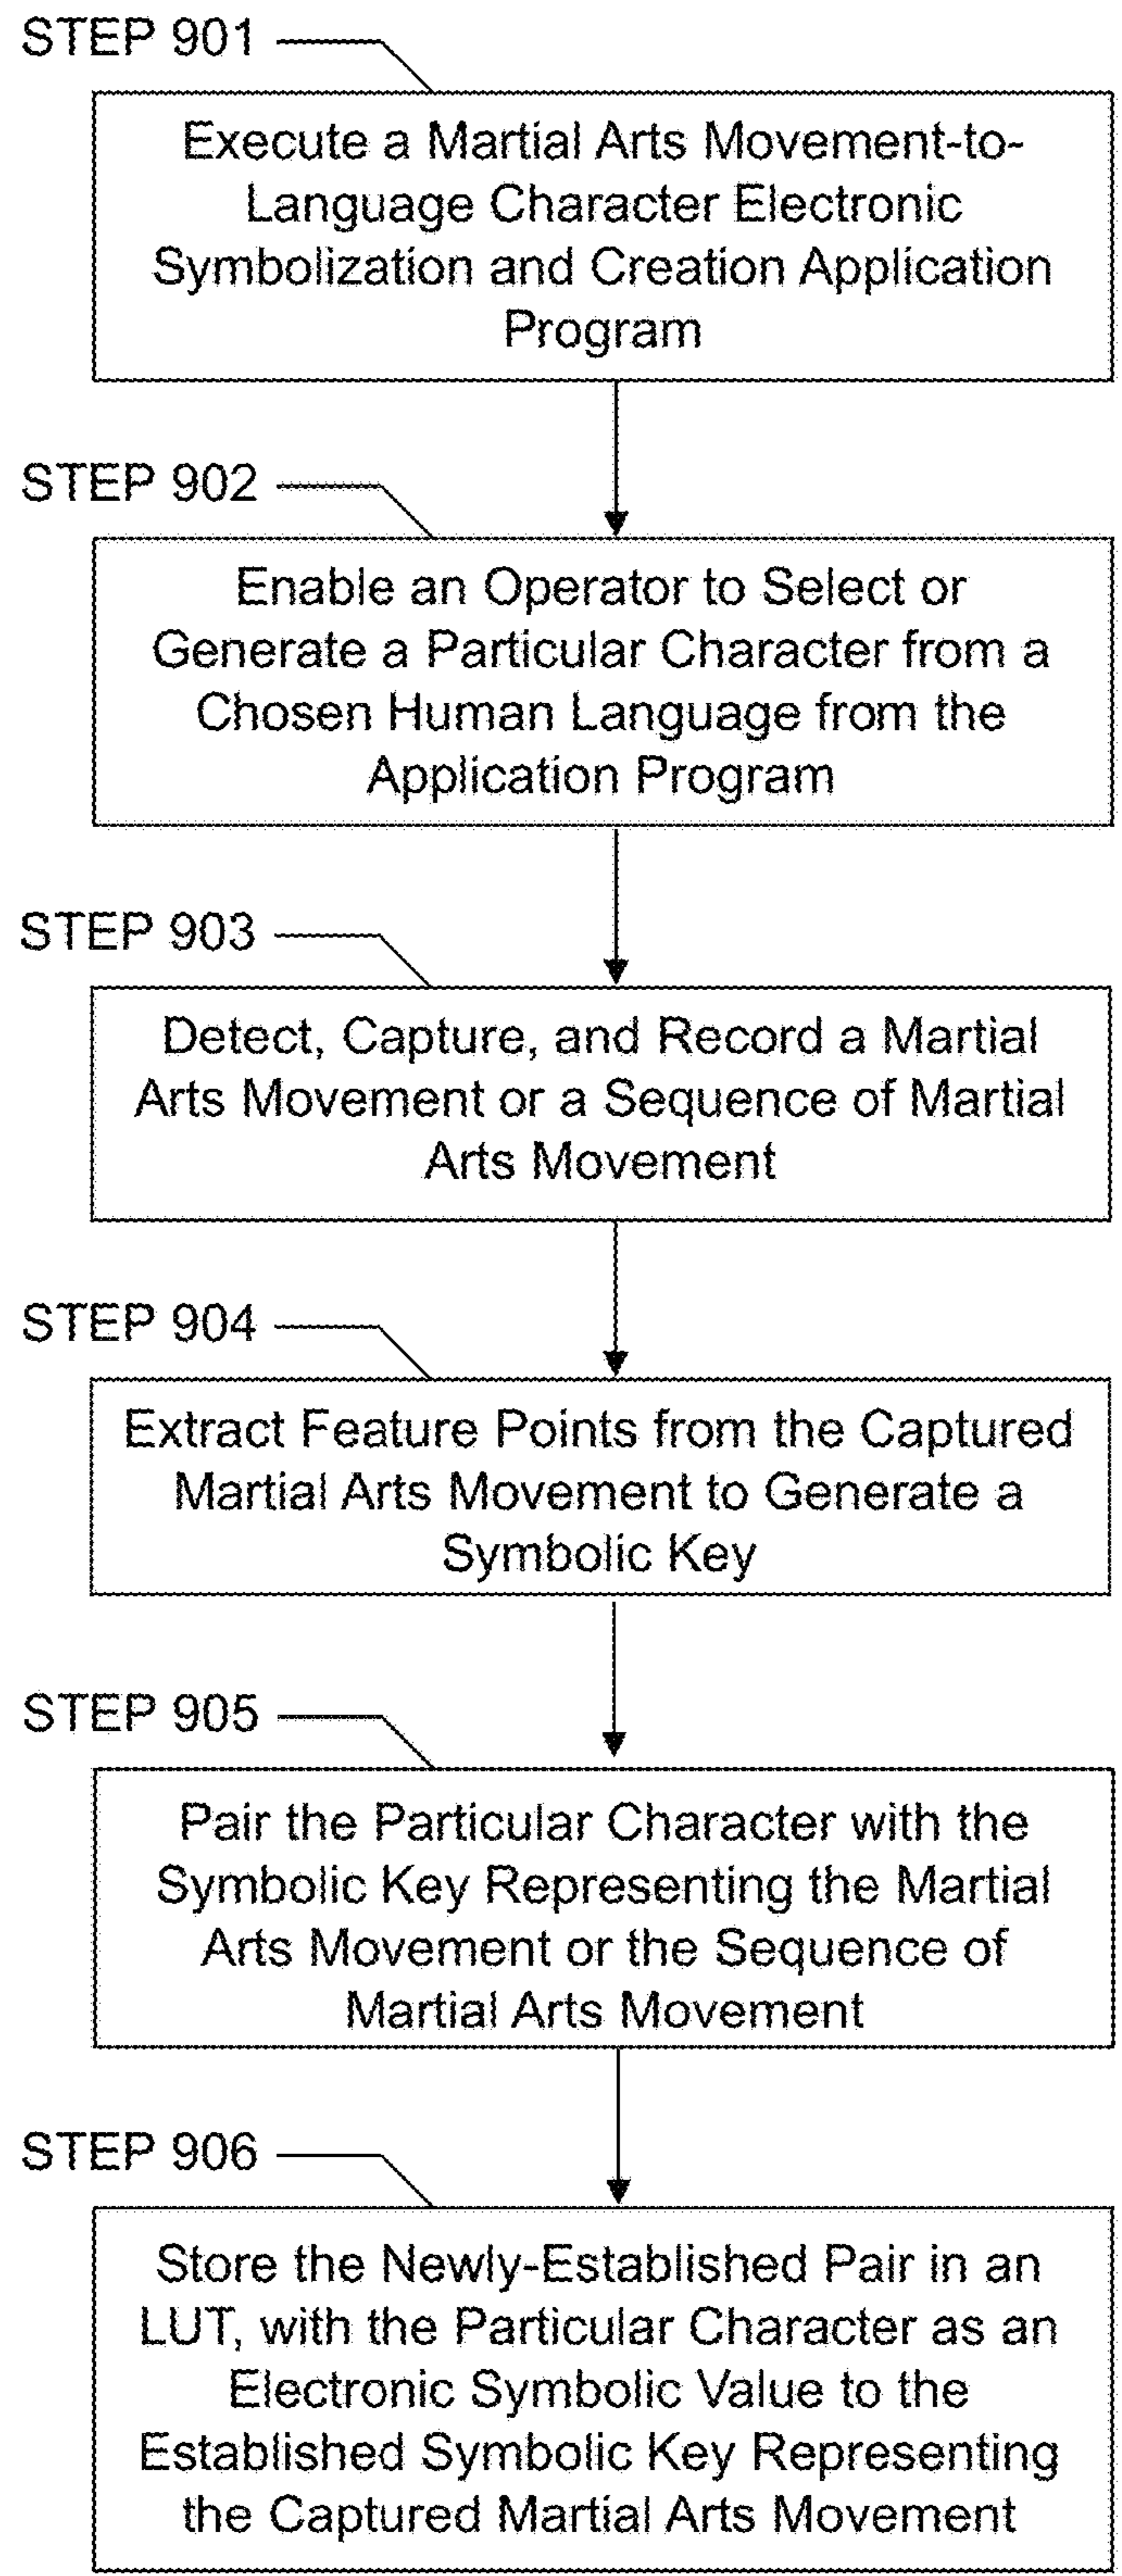 STEP 901
Execute a Martial Arts Movement-to-
Language Character Electronic
Symbolization and Creation Application
Program
STEP 902
Enable an Operator to Select or
Generate a Particular Character from a
Chosen Human Language from the
Application Program
STEP 903
Detect, Capture, and Record a Martial
Arts Movement or a Sequence of Martial
Arts Movement
STEP 904
Extract Feature Points from the Captured
Martial Arts Movement to Generate a
Symbolic Key
STEP 905
Pair the Particular Character with the
Symbolic Key Representing the Martial
Arts Movement or the Sequence of
Martial Arts Movement
STEP 906
Store the Newly-Established Pair in an
LUT, with the Particular Character as an
Electronic Symbolic Value to the
Established Symbolic Key Representing
the Captured Martial Arts Movement